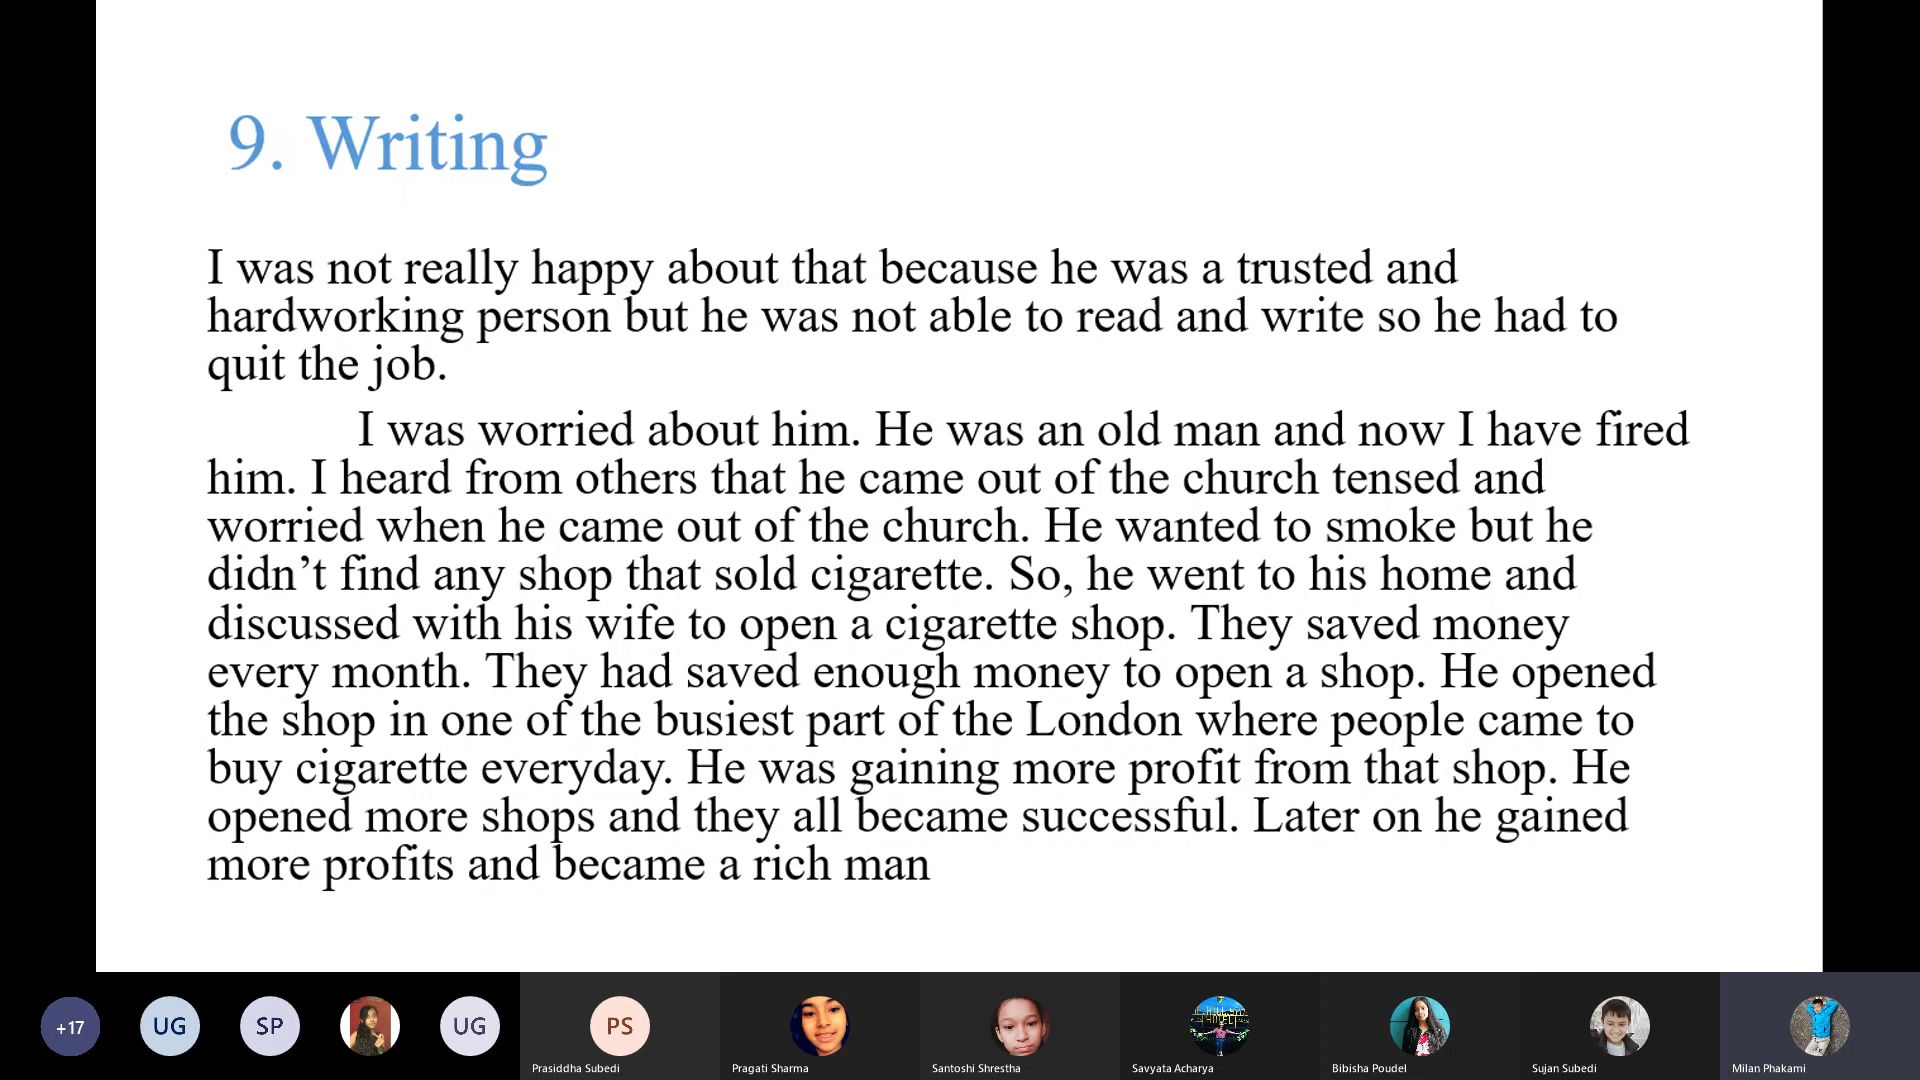 9. Writing
I was not really happy about that because he was a trusted and
hardworking person but he was not able to read and write so he had to
quit the job.
I was worried about him. He was an old man and now I have fired
him. I heard from others that he came out of the church tensed and
worried when he came out of the church. He wanted to smoke but he
didn’t find any shop that sold cigarette. So, he went to his home and
discussed with his wife to open a cigarette shop. They saved money
every month. They had saved enough money to open a shop. He opened
the shop in one of the busiest part of the London where people came to
buy cigarette everyday. He was gaining more profit from that shop. He
opened more shops and they all became successful. Later on he gained
more profits and became a rich man
+17 UG SP UG PS
Prasiddha Subedi Pragati Sharma Santoshi Shrestha Savyata Acharya Bibisha Poudel Sujan Subedi Milan Phakami